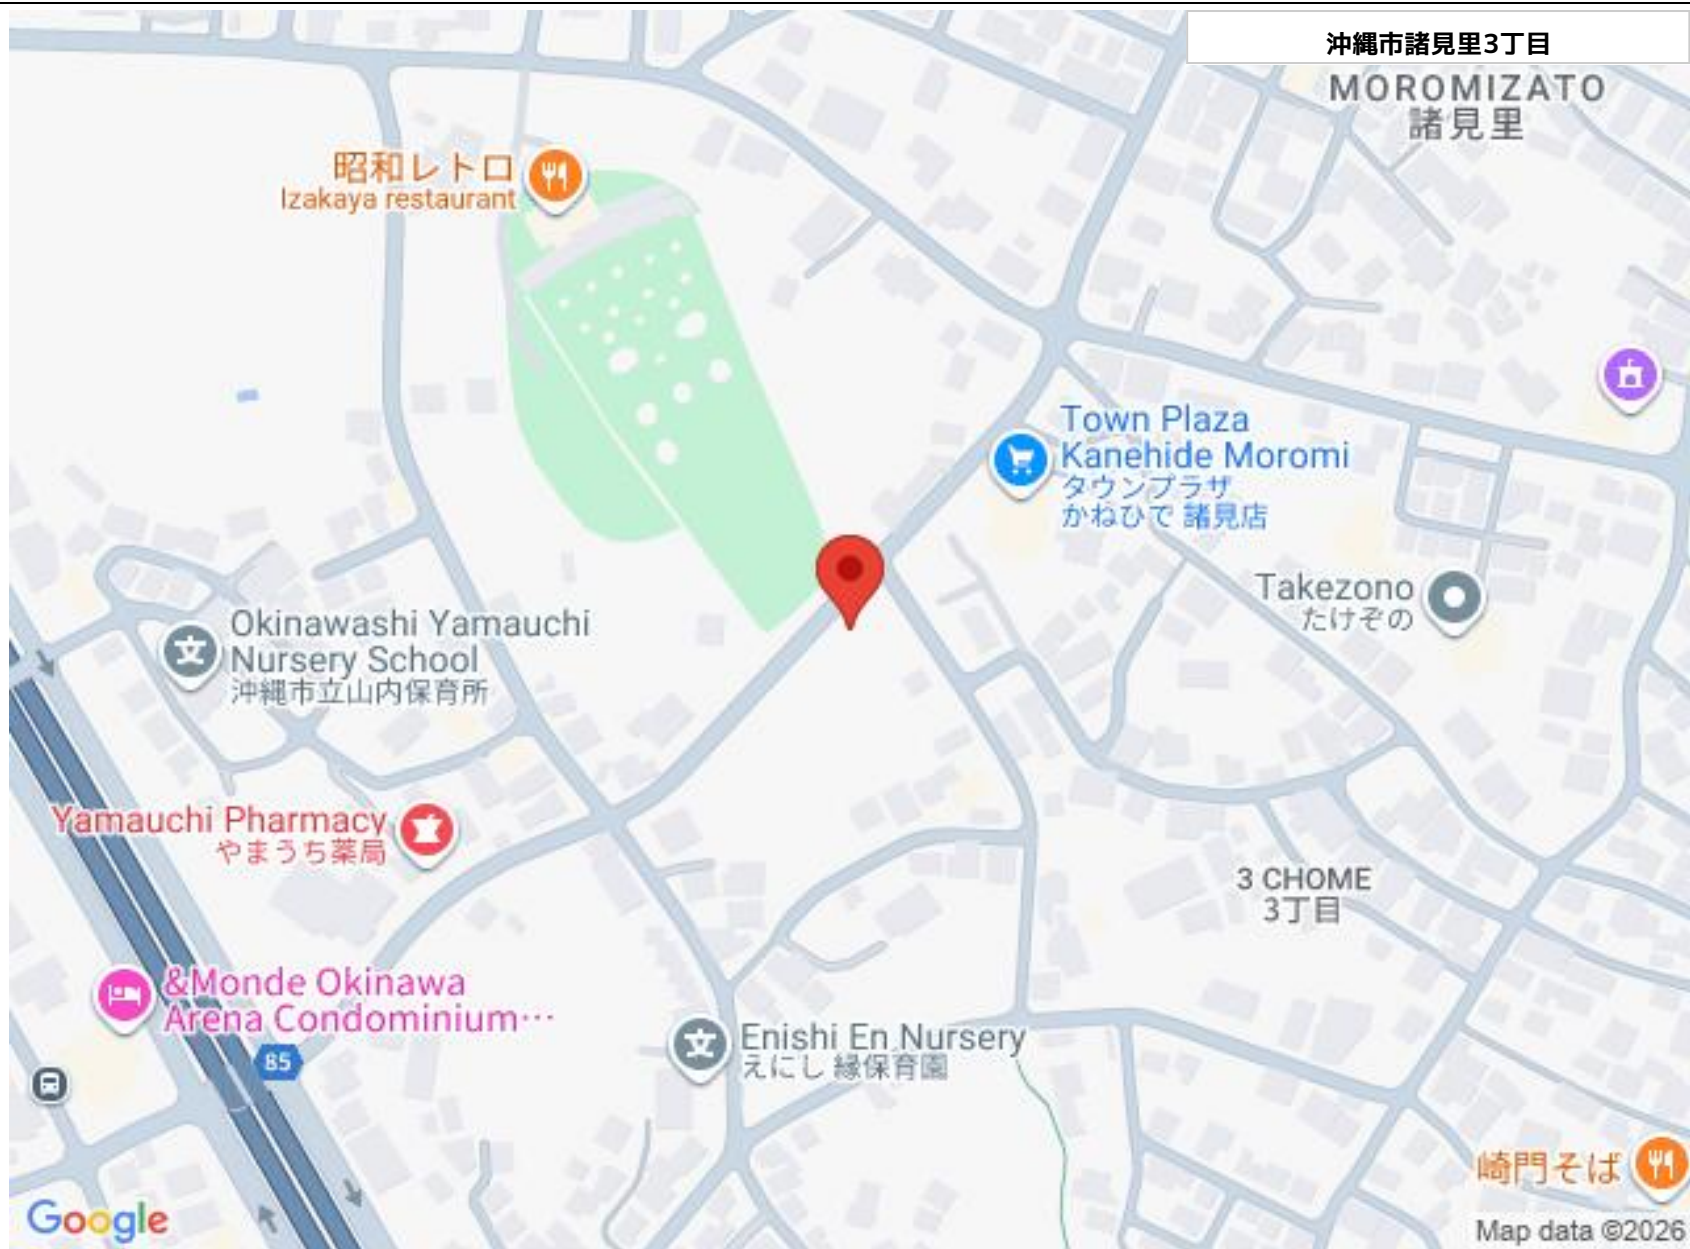 沖縄市諸見里3丁目
MOROMIZATO
諸見里
昭和レトロ
Izakaya restaurant
Town Plaza
Kanehide Moromi
タウンプラザ
かねひで 諸見店
Takezono
たけぞの
Okinawashi Yamauchi
Nursery School
沖縄市立山内保育所
文
Yamauchi Pharmacy
やまうち薬局
3 CHOME
3丁目
&Monde Okinawa
Arena Condominium…
85
文
Enishi En Nursery
えにし 縁保育園
崎門そば
Google
Map data ©2026